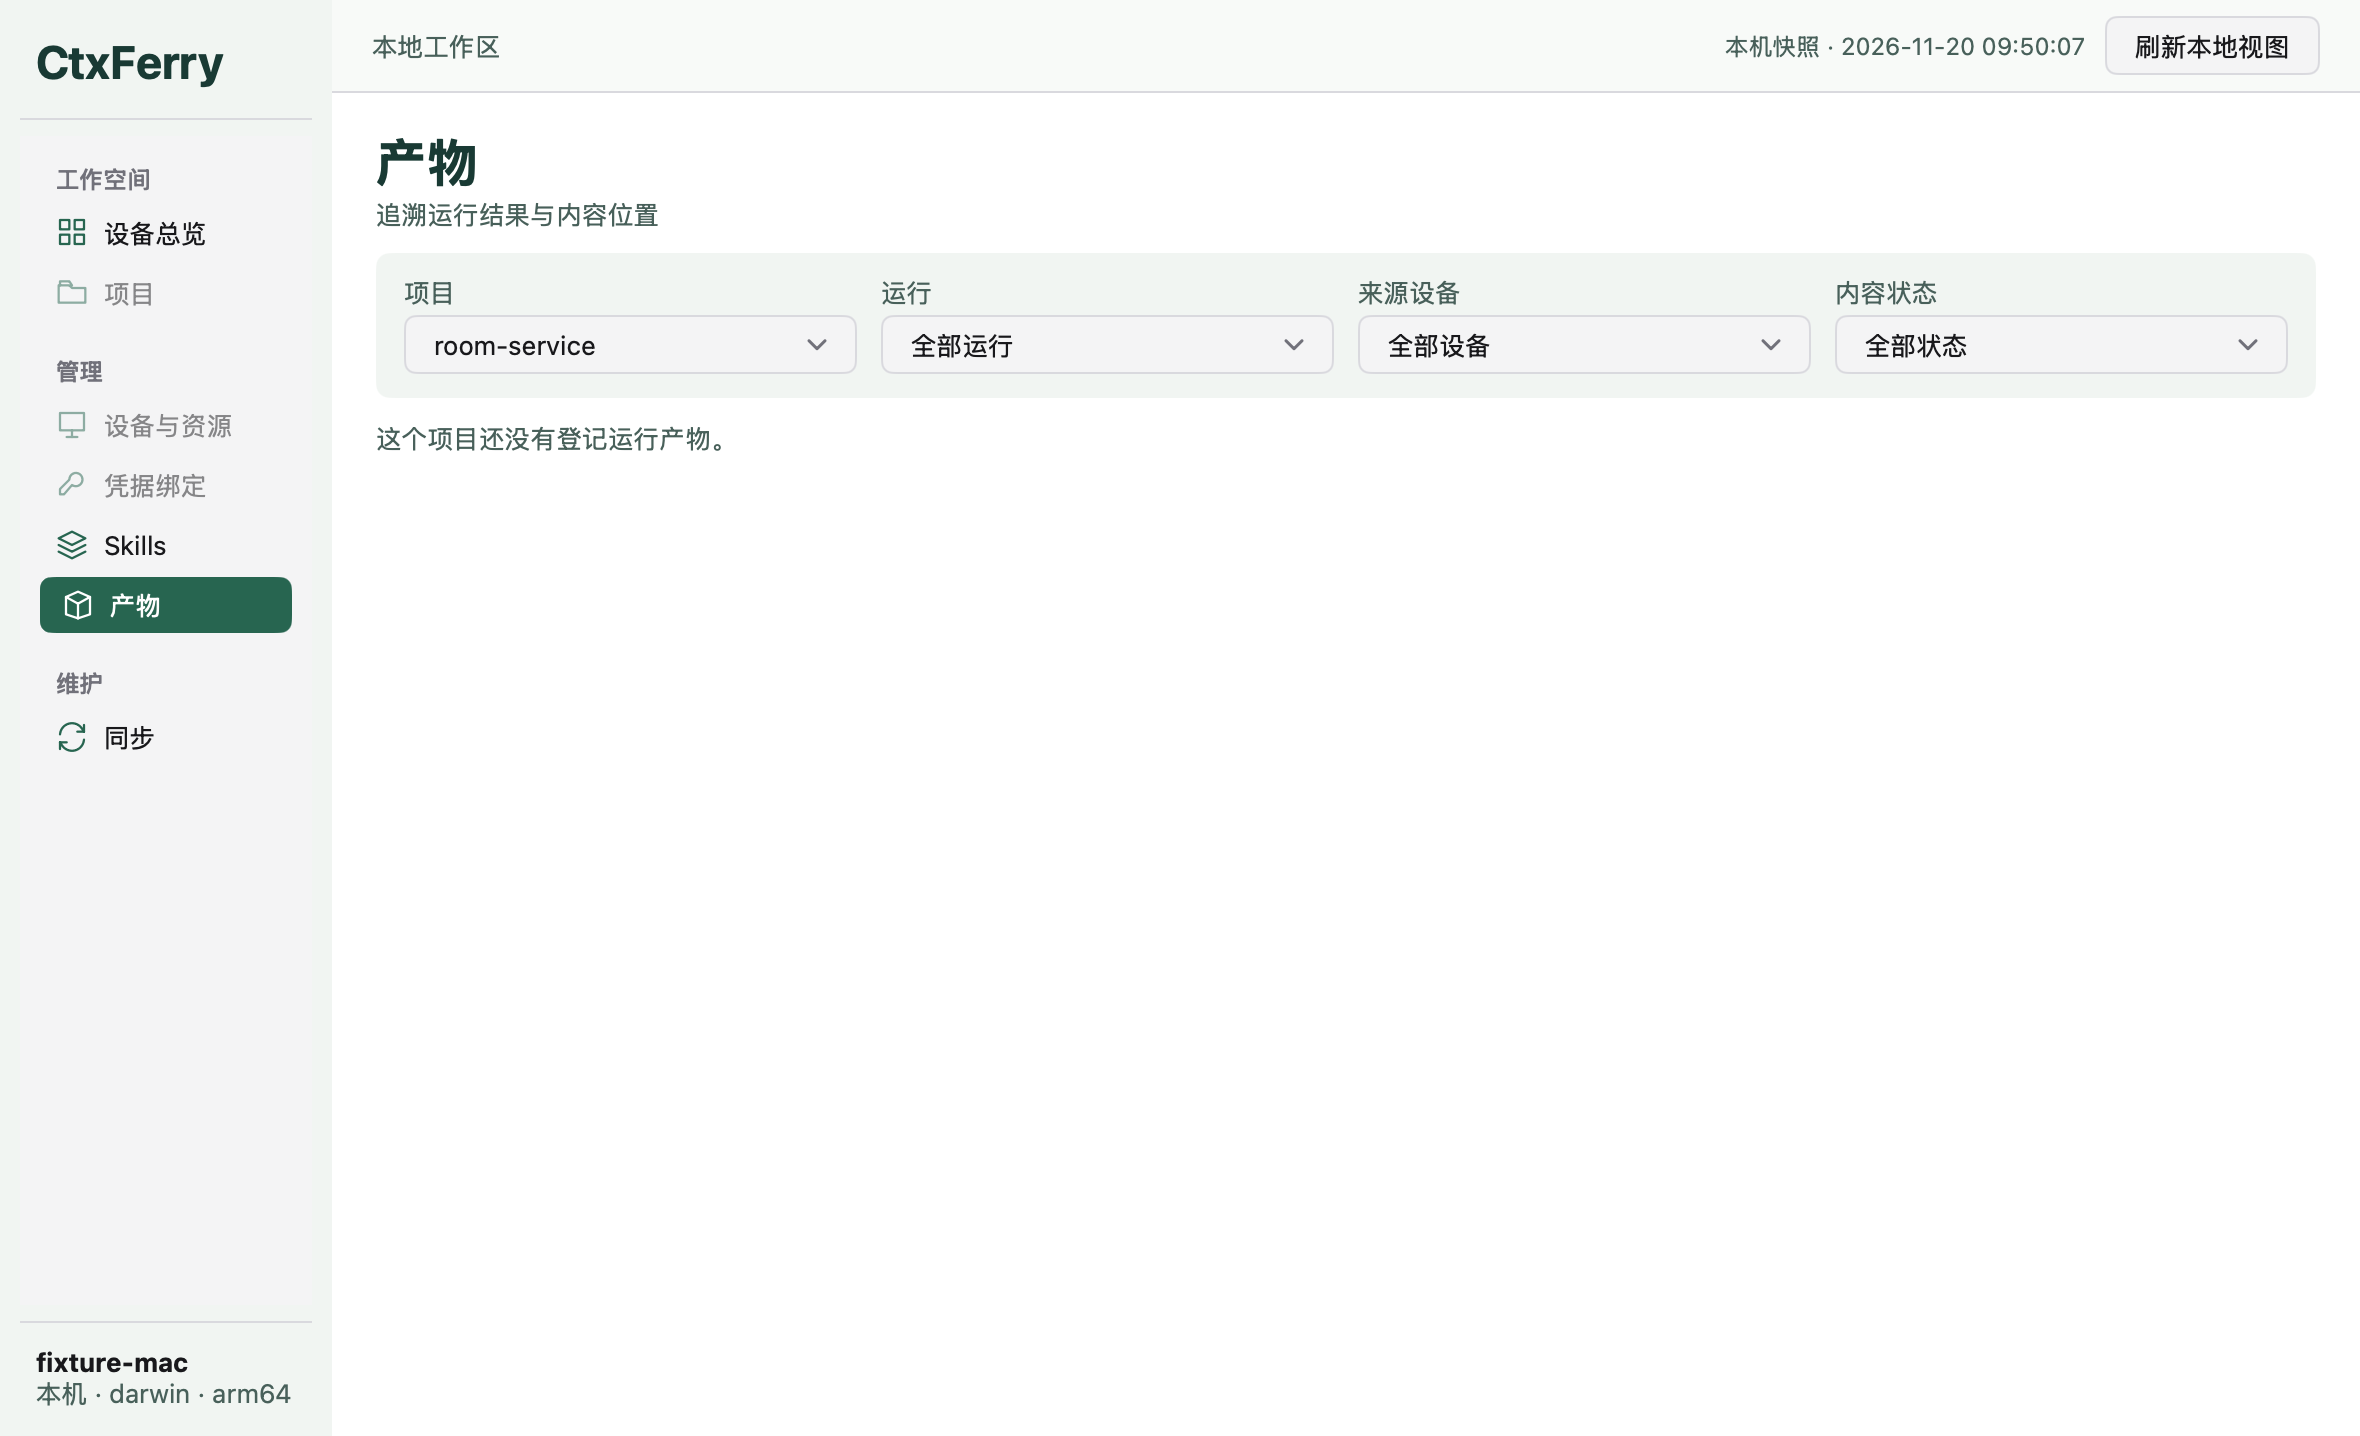 CtxFerry
工作空间
设备总览
项目
管理
设备与资源
凭据绑定
Skills
产物
维护
同步
fixture-mac
本机 · darwin · arm64
本地工作区
本机快照 · 2026-11-20 09:50:07
刷新本地视图
产物
追溯运行结果与内容位置
项目
room-service
运行
全部运行
来源设备
全部设备
内容状态
全部状态
这个项目还没有登记运行产物。